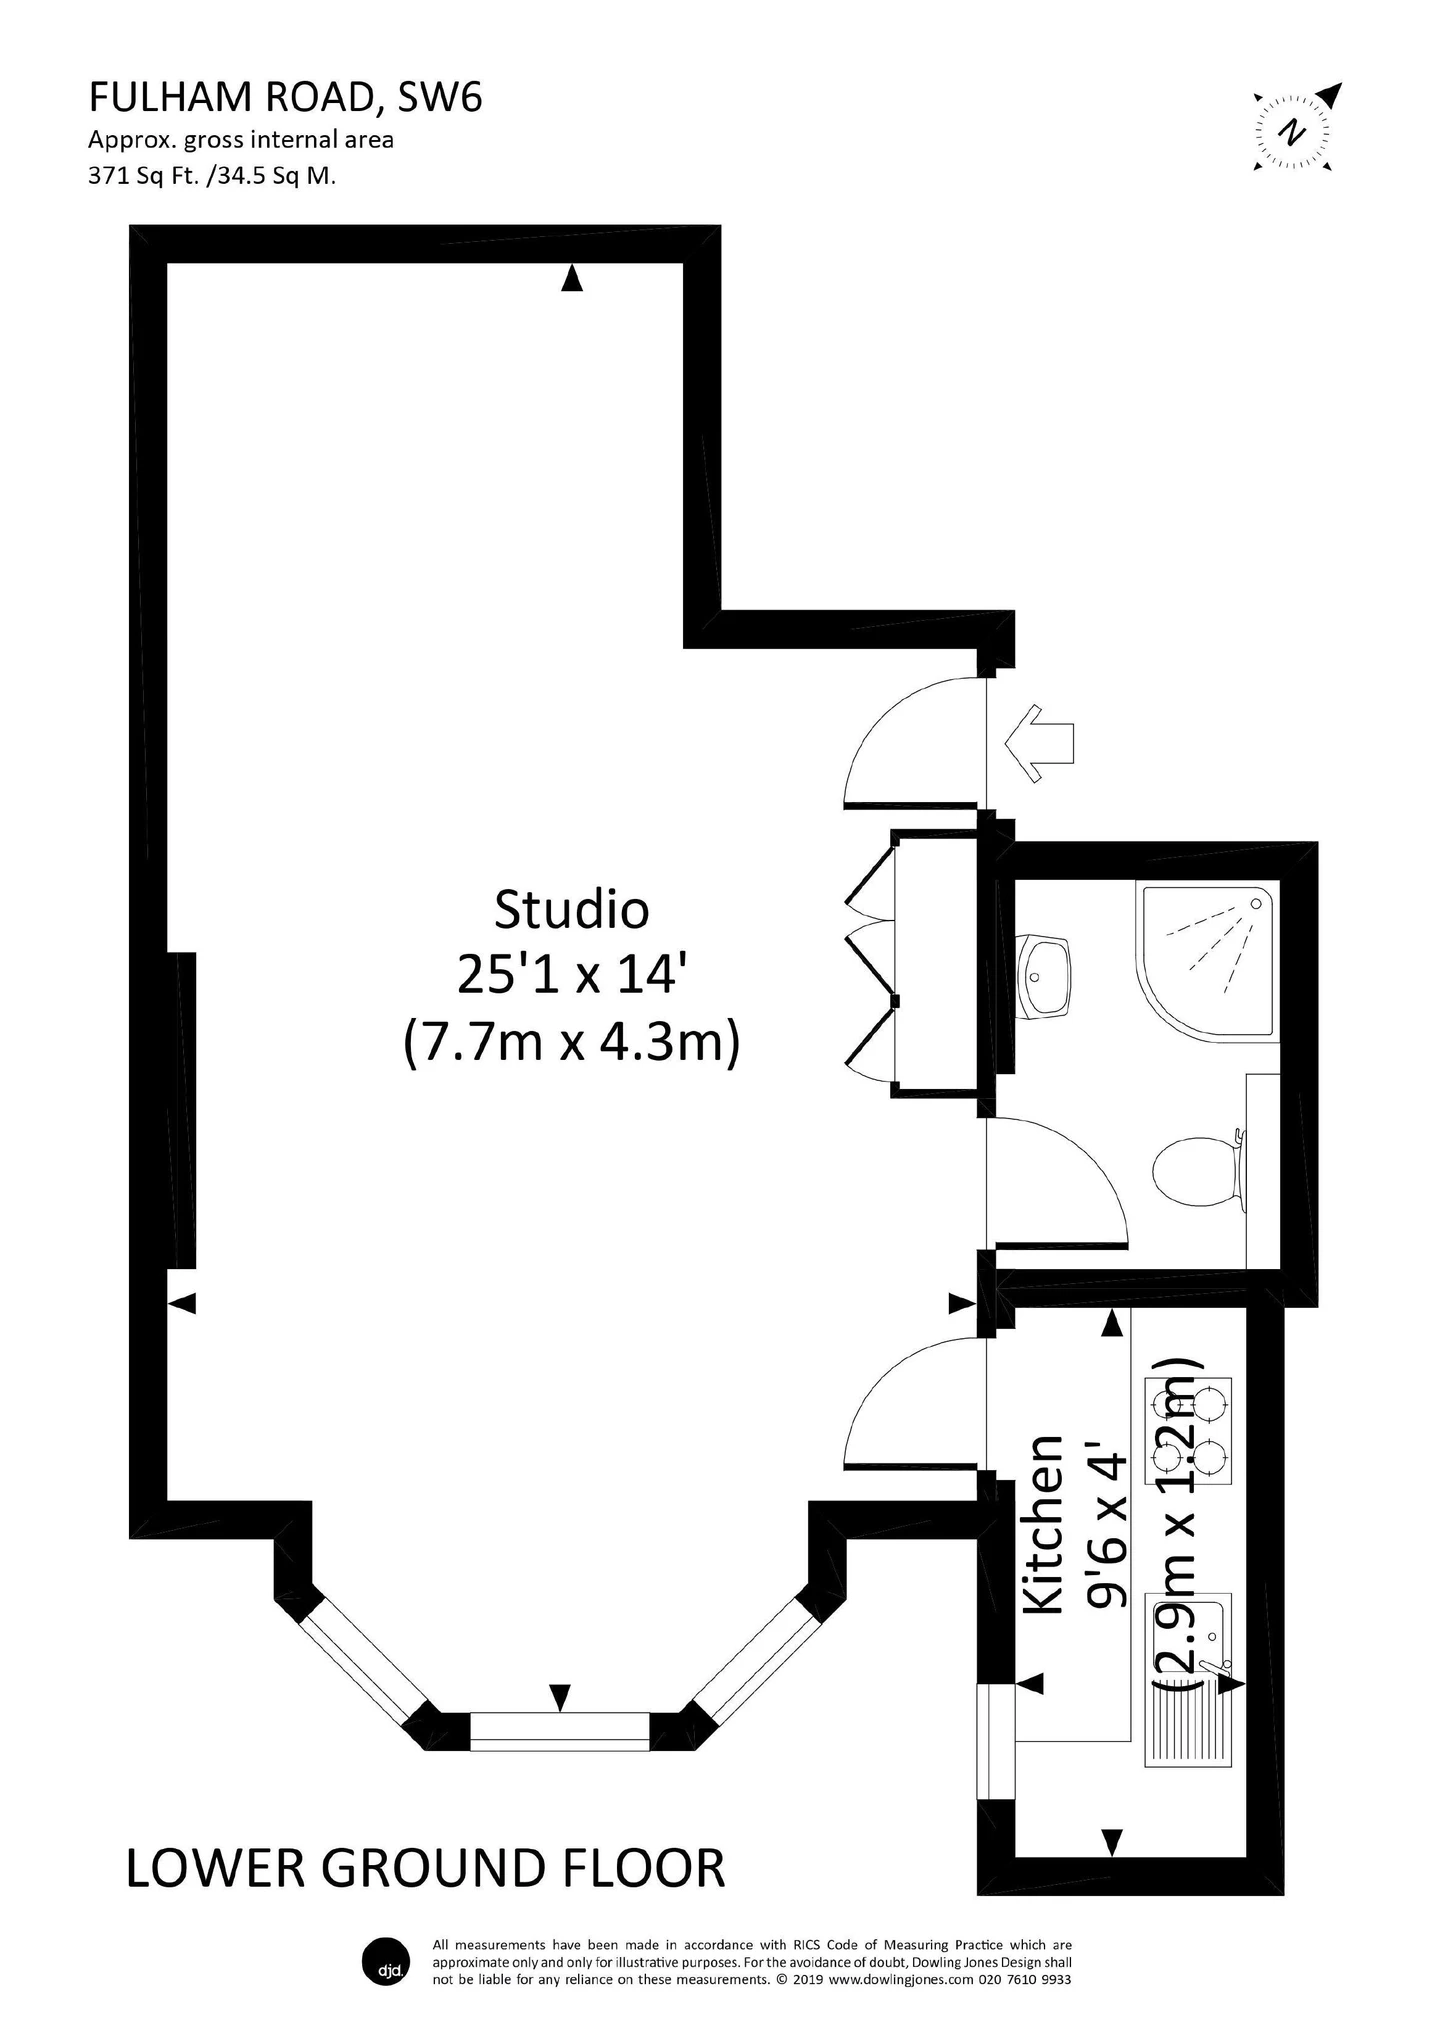 FULHAM ROAD, SW6
Approx. gross internal area
371 Sq Ft. /34.5 Sq M.
N
Studio
25'1 x 14'
(7.7m x 4.3m)
Kitchen
9'6 x 4'
(2.9m x 1.2m)
LOWER GROUND FLOOR
djd.
All measurements have been made in accordance with RICS Code of Measuring Practice which are
approximate only and only for illustrative purposes. For the avoidance of doubt, Dowling Jones Design shall
not be liable for any reliance on these measurements. © 2019 www.dowlingjones.com 020 7610 9933